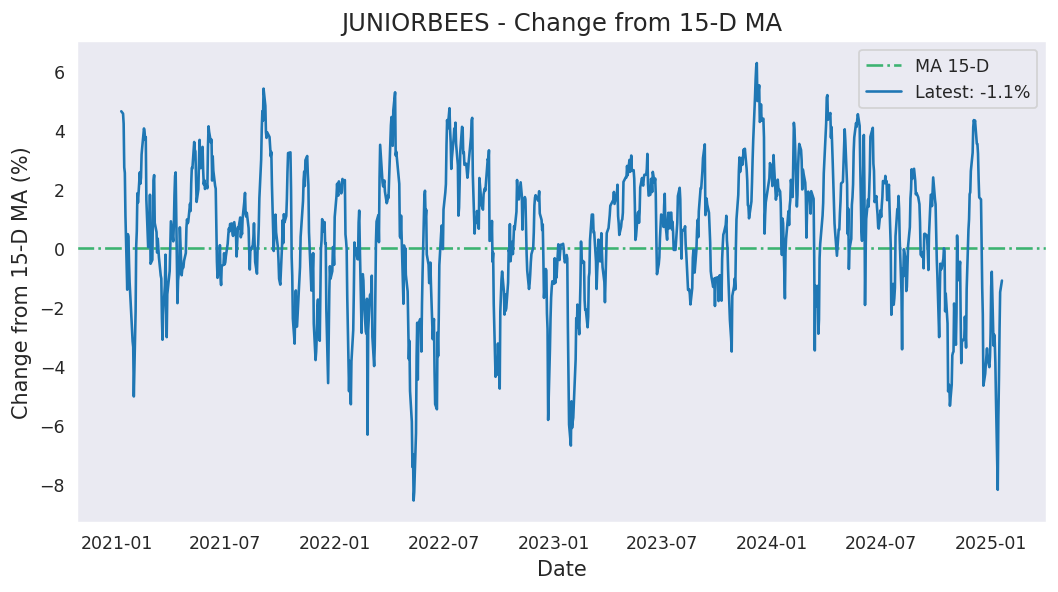 JUNIORBEES - Change from 15-D MA
MA 15-D
Latest: -1.1%
Change from 15-D MA (%)
6
4
2
0
−2
−4
−6
−8
2021-01 2021-07 2022-01 2022-07 2023-01 2023-07 2024-01 2024-07 2025-01
Date